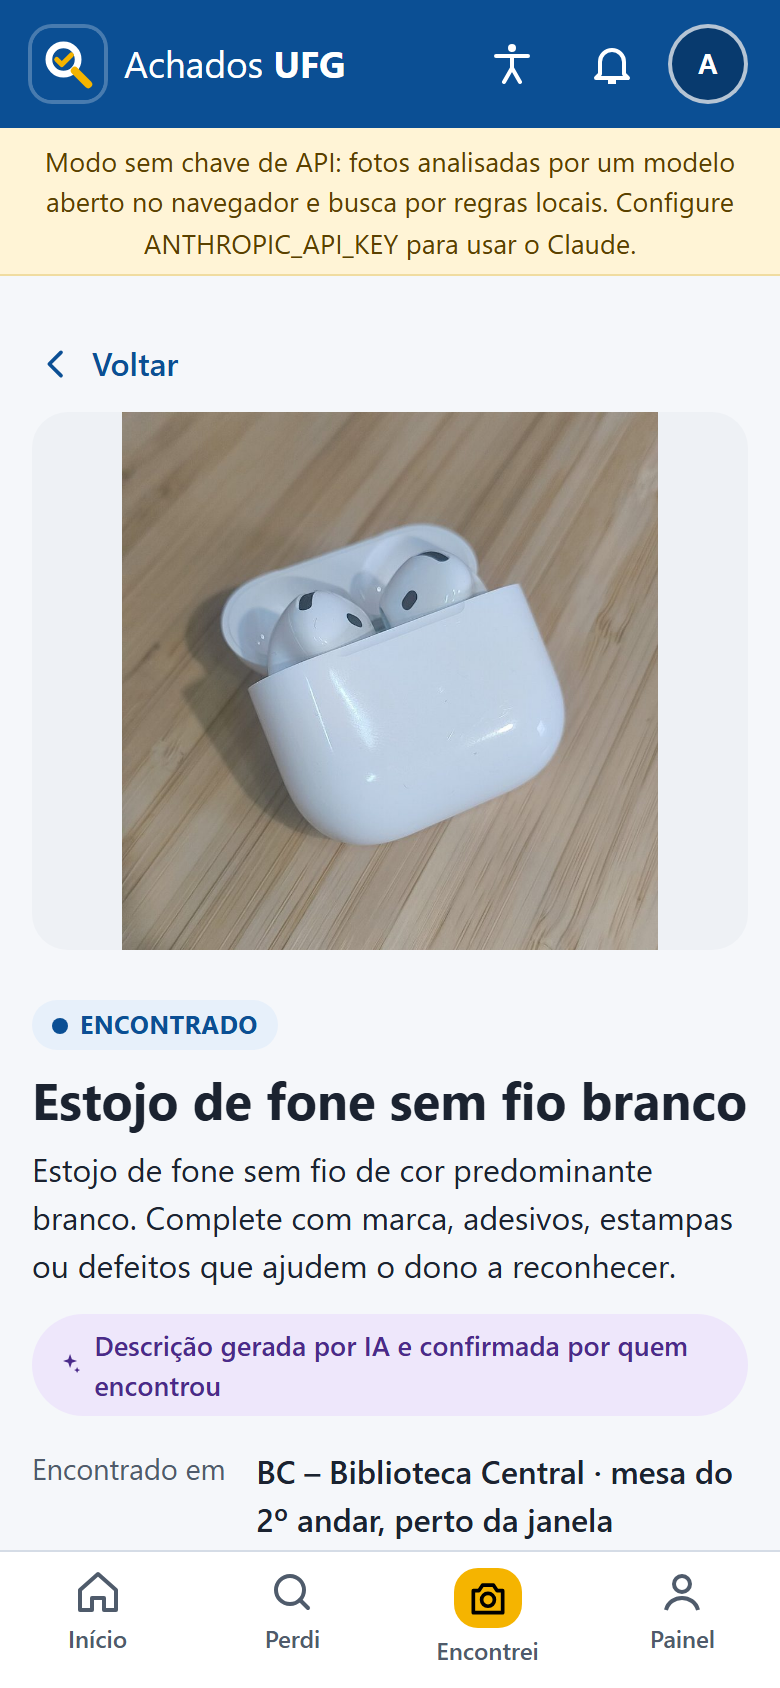 Achados UFG
A
Modo sem chave de API: fotos analisadas por um modelo
aberto no navegador e busca por regras locais. Configure
ANTHROPIC_API_KEY para usar o Claude.
Voltar
ENCONTRADO
Estojo de fone sem fio branco
Estojo de fone sem fio de cor predominante
branco. Complete com marca, adesivos, estampas
ou defeitos que ajudem o dono a reconhecer.
Descrição gerada por IA e confirmada por quem
encontrou
Encontrado em BC – Biblioteca Central · mesa do
2º andar, perto da janela
Início Perdi Encontrei Painel